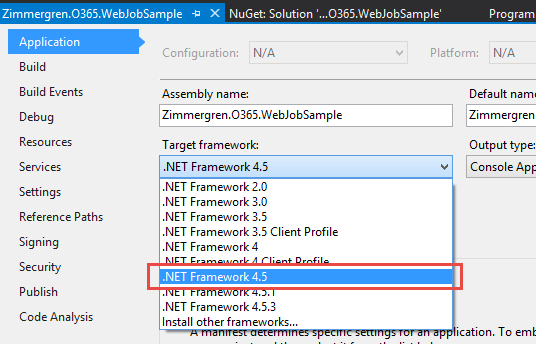 Zimmergren.O365.WebJobSample NuGet: Solution '...O365.WebJobSample' Program
Application
Build
Build Events
Debug
Resources
Services
Settings
Reference Paths
Signing
Security
Publish
Code Analysis
Configuration: N/A Platform: N/A
Assembly name: Default nam
Zimmergren.O365.WebJobSample Zimmergren
Target framework: Output type:
.NET Framework 4.5 Console App
.NET Framework 2.0
.NET Framework 3.0
.NET Framework 3.5
.NET Framework 3.5 Client Profile
.NET Framework 4
.NET Framework 4 Client Profile
.NET Framework 4.5
.NET Framework 4.5.1
.NET Framework 4.5.3
Install other frameworks...
A manifest determines specific settings for an application. To emb